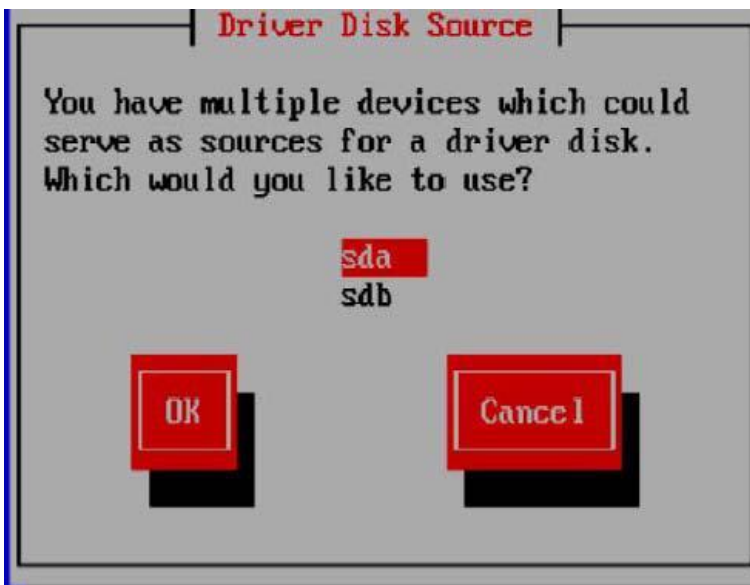 Driver Disk Source
You have multiple devices which could
serve as sources for a driver disk.
Which would you like to use?
sda
sdb
OK
Cancel